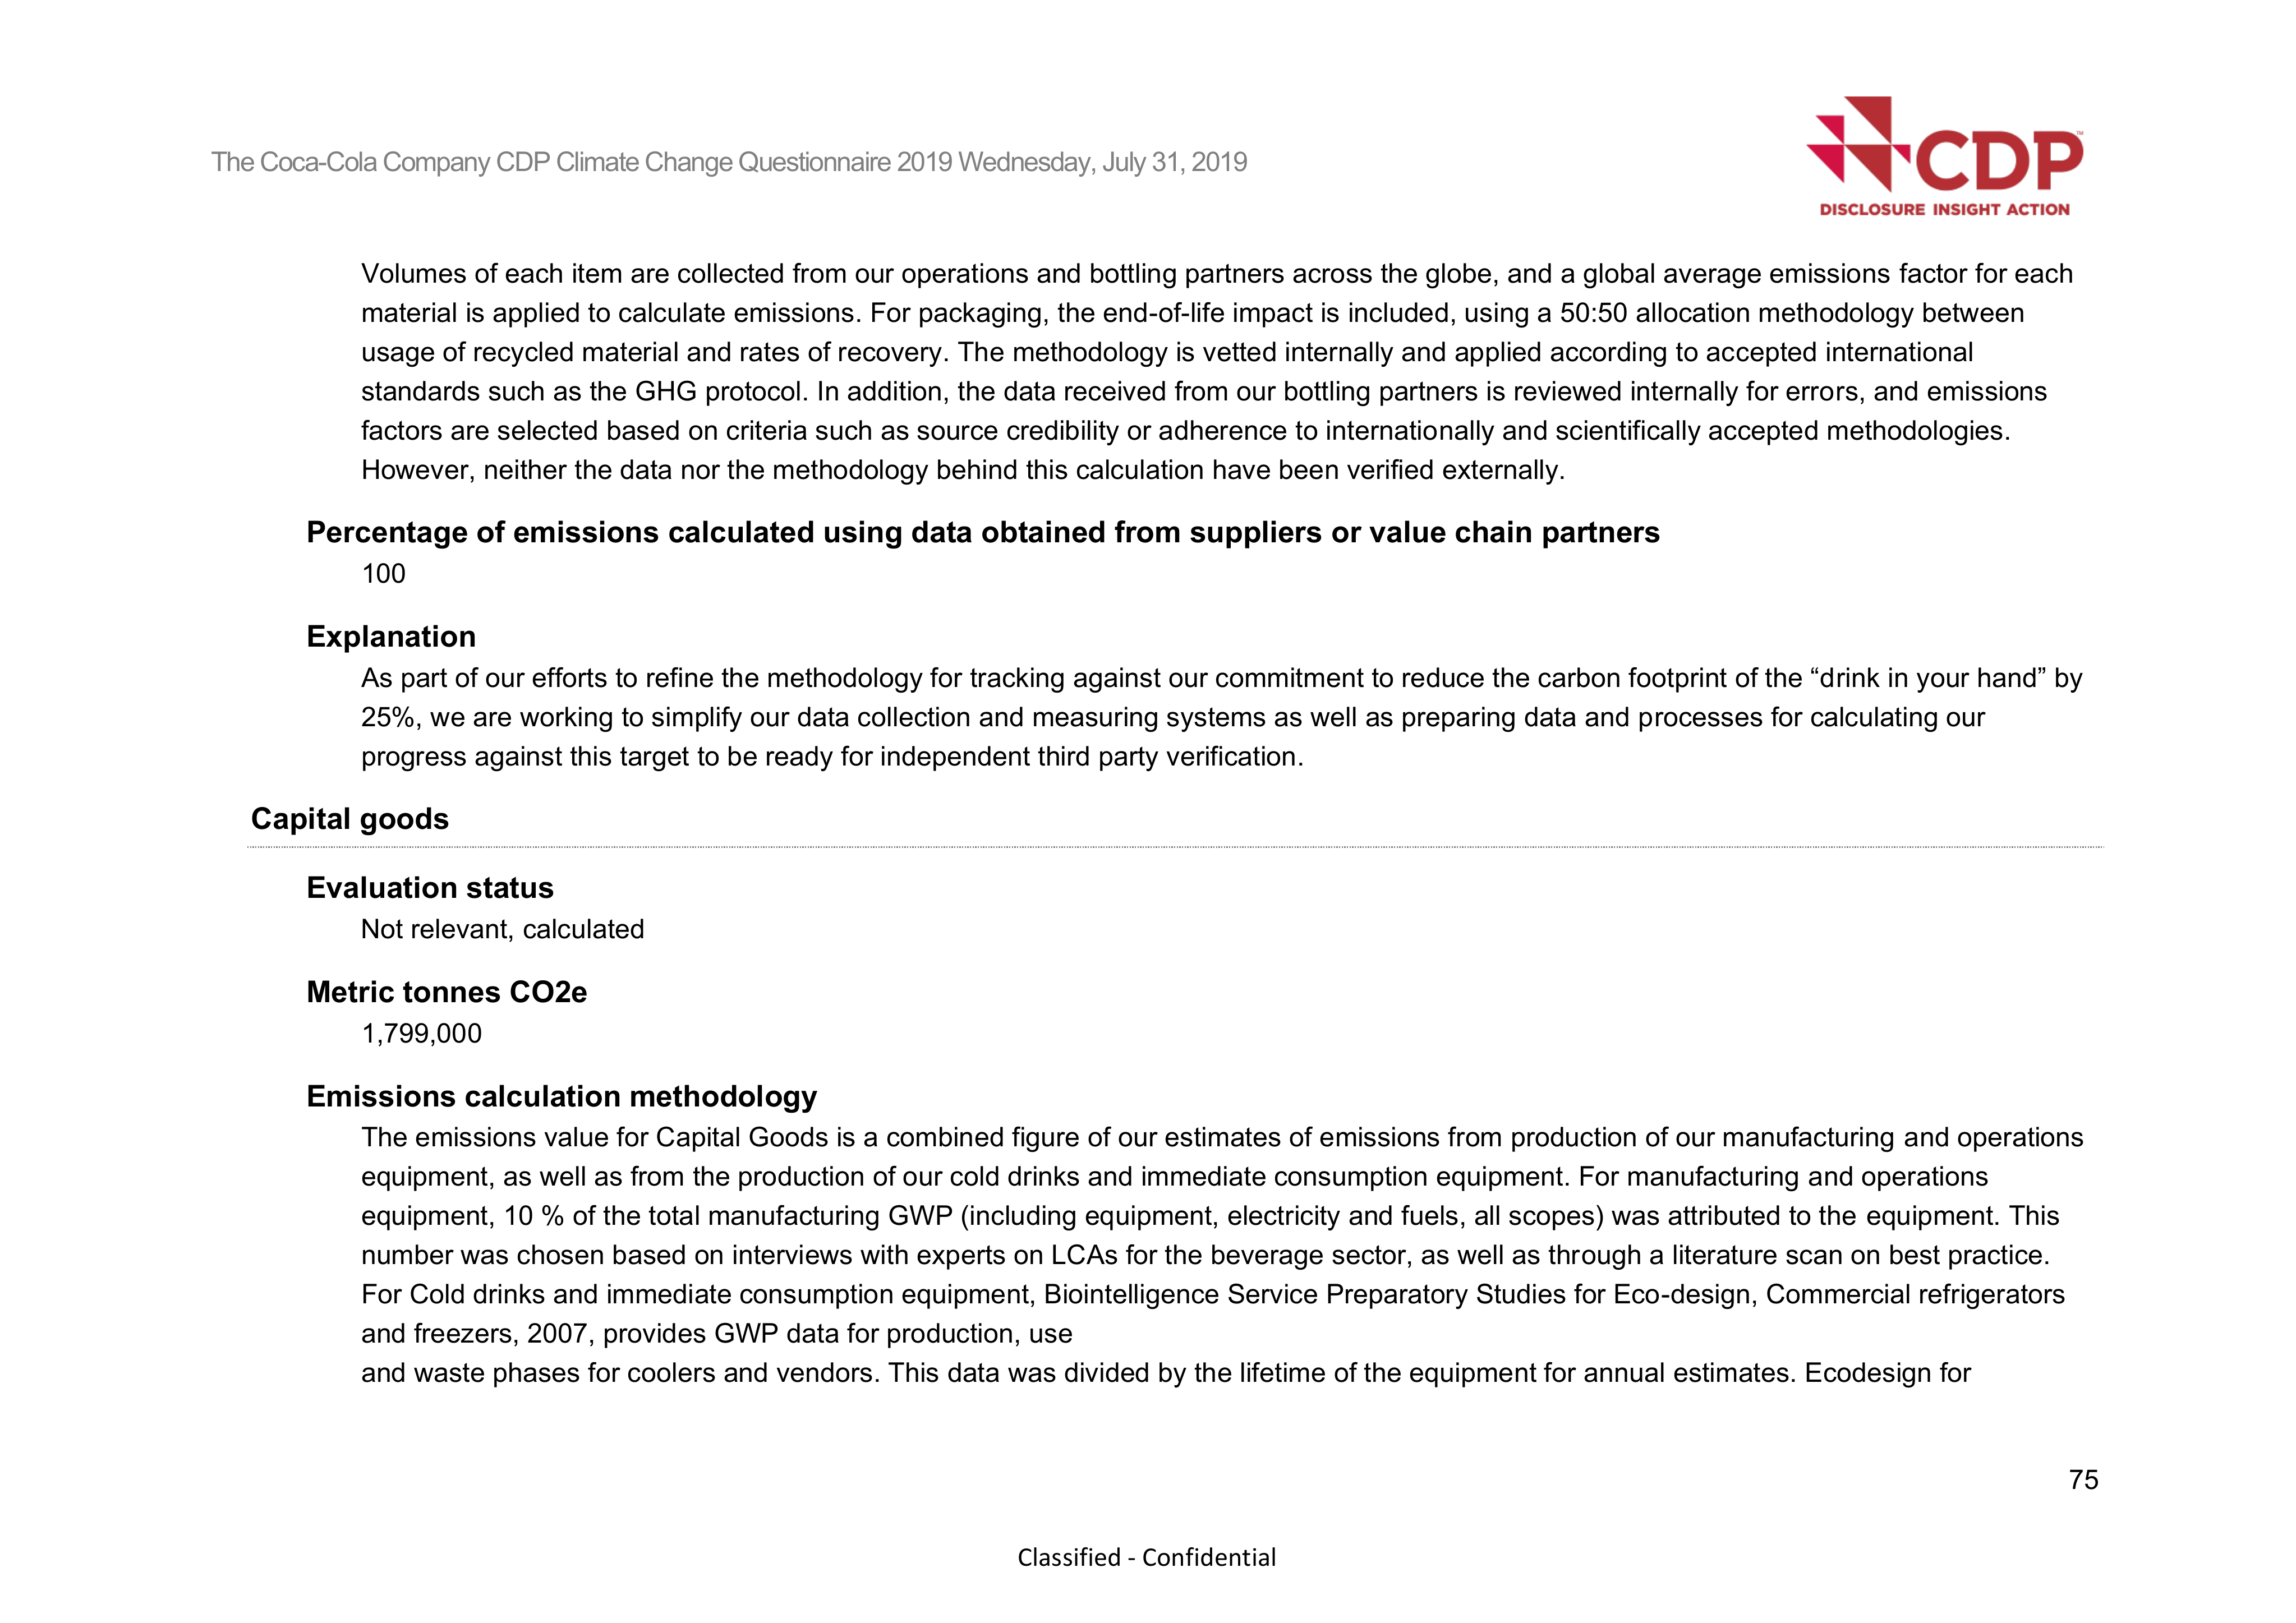 The Coca-Cola Company CDP Climate Change Questionnaire 2019 Wednesday, July 31, 2019
CDP™
DISCLOSURE INSIGHT ACTION
Volumes of each item are collected from our operations and bottling partners across the globe, and a global average emissions factor for each
material is applied to calculate emissions. For packaging, the end-of-life impact is included, using a 50:50 allocation methodology between
usage of recycled material and rates of recovery. The methodology is vetted internally and applied according to accepted international
standards such as the GHG protocol. In addition, the data received from our bottling partners is reviewed internally for errors, and emissions
factors are selected based on criteria such as source credibility or adherence to internationally and scientifically accepted methodologies.
However, neither the data nor the methodology behind this calculation have been verified externally.
Percentage of emissions calculated using data obtained from suppliers or value chain partners
100
Explanation
As part of our efforts to refine the methodology for tracking against our commitment to reduce the carbon footprint of the “drink in your hand” by
25%, we are working to simplify our data collection and measuring systems as well as preparing data and processes for calculating our
progress against this target to be ready for independent third party verification.
Capital goods
Evaluation status
Not relevant, calculated
Metric tonnes CO2e
1,799,000
Emissions calculation methodology
The emissions value for Capital Goods is a combined figure of our estimates of emissions from production of our manufacturing and operations
equipment, as well as from the production of our cold drinks and immediate consumption equipment. For manufacturing and operations
equipment, 10 % of the total manufacturing GWP (including equipment, electricity and fuels, all scopes) was attributed to the equipment. This
number was chosen based on interviews with experts on LCAs for the beverage sector, as well as through a literature scan on best practice.
For Cold drinks and immediate consumption equipment, Biointelligence Service Preparatory Studies for Eco-design, Commercial refrigerators
and freezers, 2007, provides GWP data for production, use
and waste phases for coolers and vendors. This data was divided by the lifetime of the equipment for annual estimates. Ecodesign for
75
Classified - Confidential